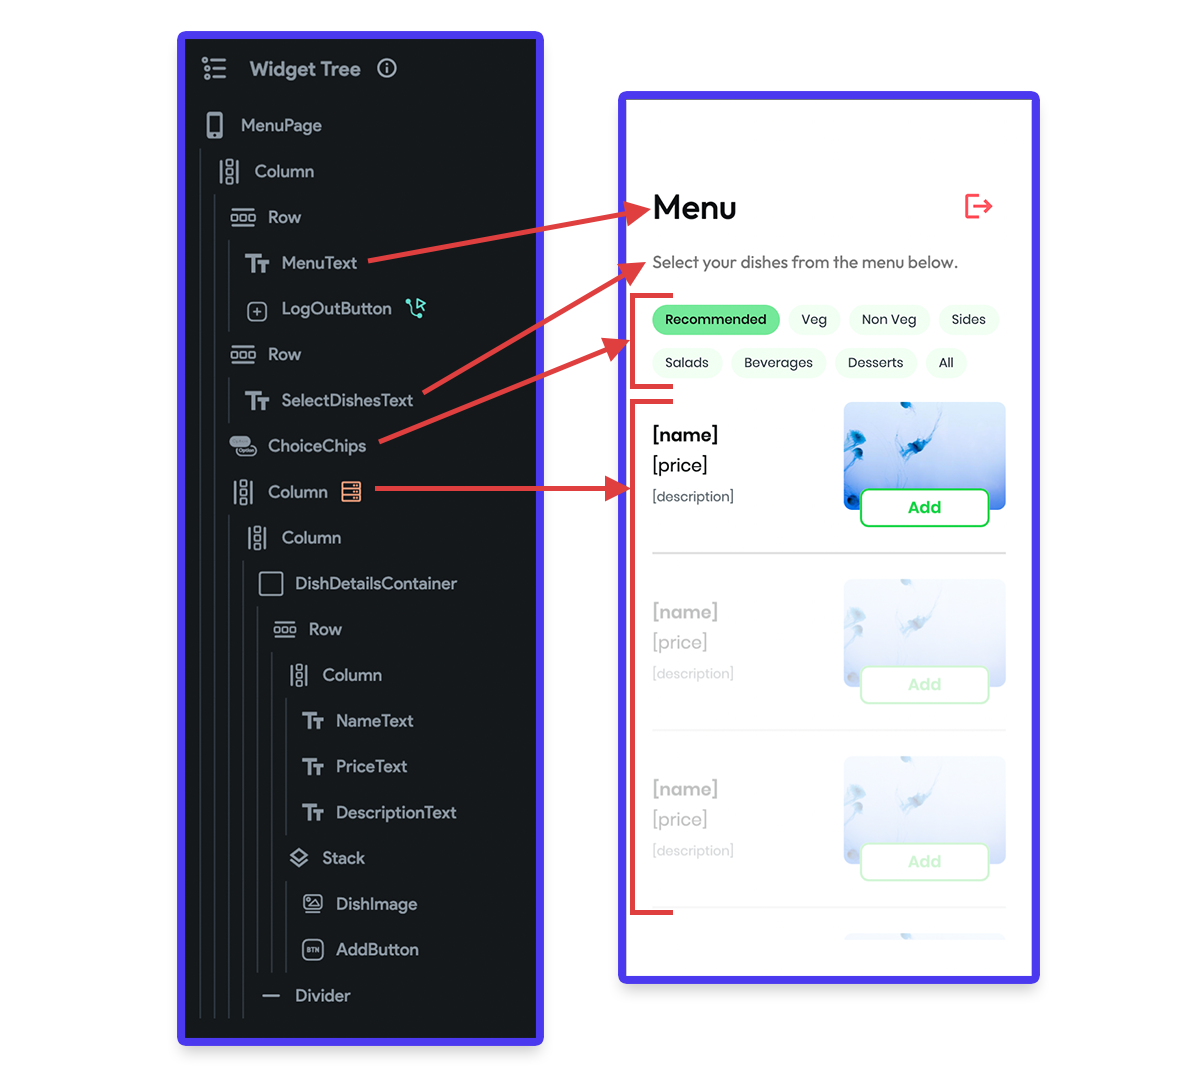 Widget Tree
MenuPage
Column
Row
MenuText
LogOutButton
Row
SelectDishesText
ChoiceChips
Column
Column
DishDetailsContainer
Row
Column
NameText
PriceText
DescriptionText
Stack
DishImage
BTN
AddButton
Divider
Menu
Select your dishes from the menu below.
Recommended Veg Non Veg Sides
Salads Beverages Desserts All
[name]
[price]
[description]
Add
[name]
[price]
[description]
Add
[name]
[price]
[description]
Add